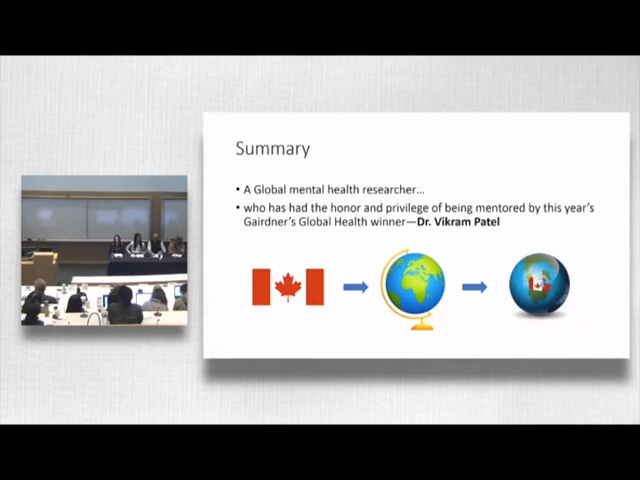 Summary
• A Global mental health researcher…
• who has had the honor and privilege of being mentored by this year's
Gairdner's Global Health winner—Dr. Vikram Patel